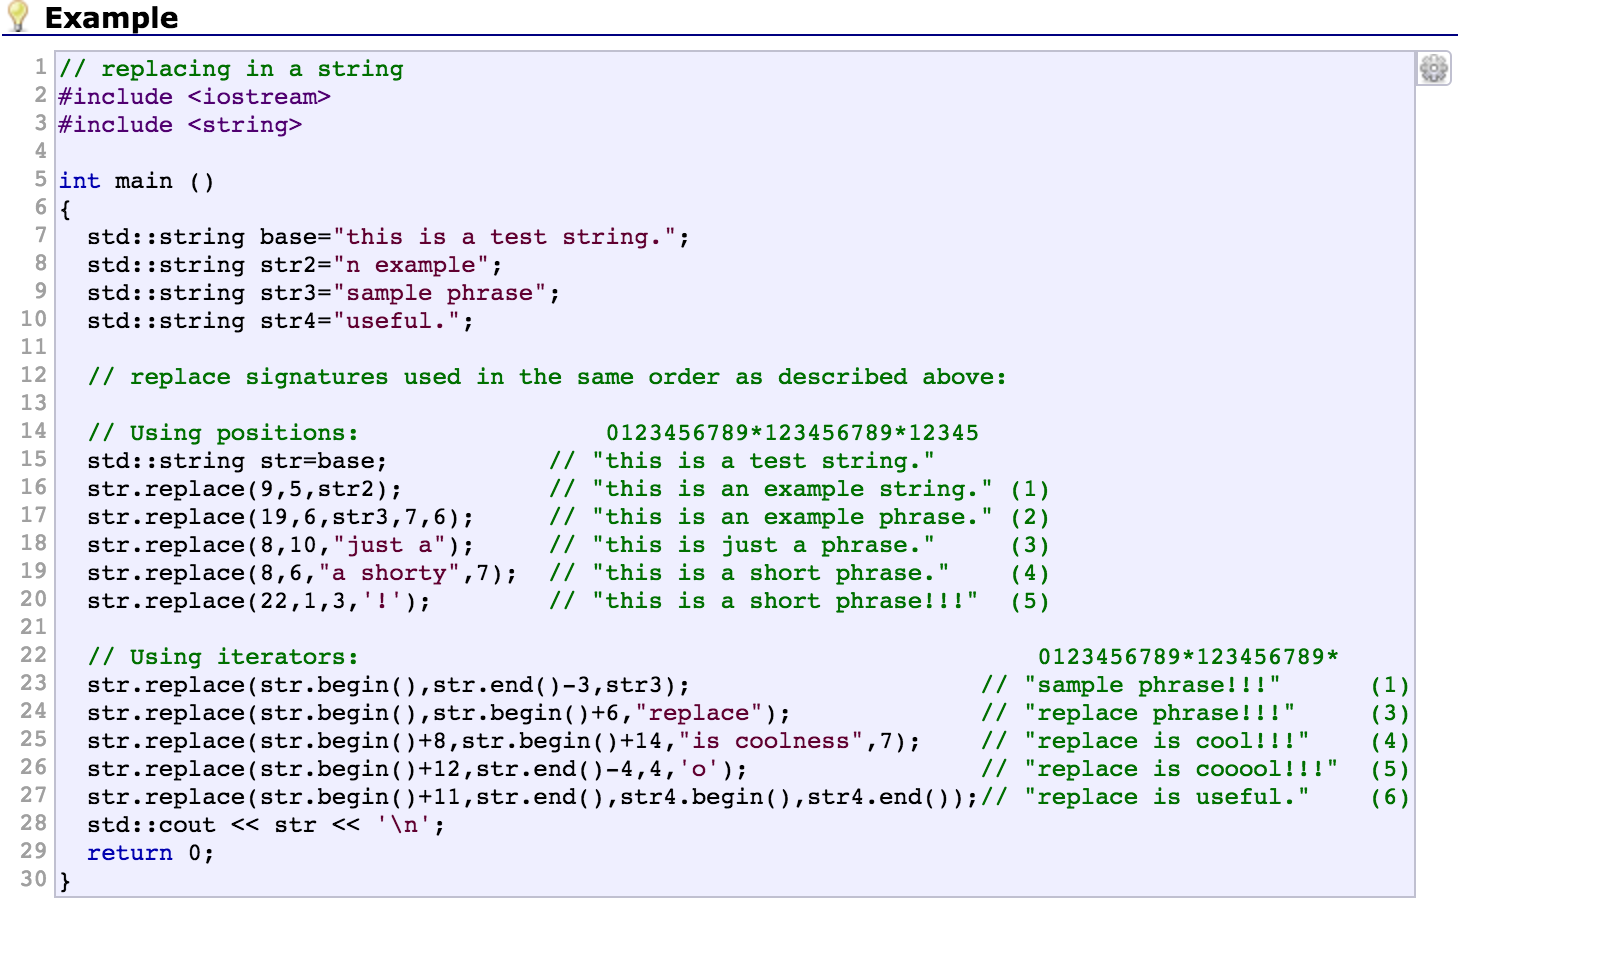 Example
1 // replacing in a string
2 #include <iostream>
3 #include <string>
4
5 int main ()
6 {
7   std::string base="this is a test string.";
8   std::string str2="n example";
9   std::string str3="sample phrase";
10   std::string str4="useful.";
11
12   // replace signatures used in the same order as described above:
13
14   // Using positions:                 0123456789*123456789*12345
15   std::string str=base;           // "this is a test string."
16   str.replace(9,5,str2);          // "this is an example string." (1)
17   str.replace(19,6,str3,7,6);     // "this is an example phrase." (2)
18   str.replace(8,10,"just a");     // "this is just a phrase."     (3)
19   str.replace(8,6,"a shorty",7);  // "this is a short phrase."    (4)
20   str.replace(22,1,3,'!');        // "this is a short phrase!!!"  (5)
21
22   // Using iterators:                                               0123456789*123456789*
23   str.replace(str.begin(),str.end()-3,str3);                    // "sample phrase!!!"      (1)
24   str.replace(str.begin(),str.begin()+6,"replace");             // "replace phrase!!!"     (3)
25   str.replace(str.begin()+8,str.begin()+14,"is coolness",7);    // "replace is cool!!!"    (4)
26   str.replace(str.begin()+12,str.end()-4,4,'o');                // "replace is cooool!!!"  (5)
27   str.replace(str.begin()+11,str.end(),str4.begin(),str4.end());// "replace is useful."    (6)
28   std::cout << str << '\n';
29   return 0;
30 }